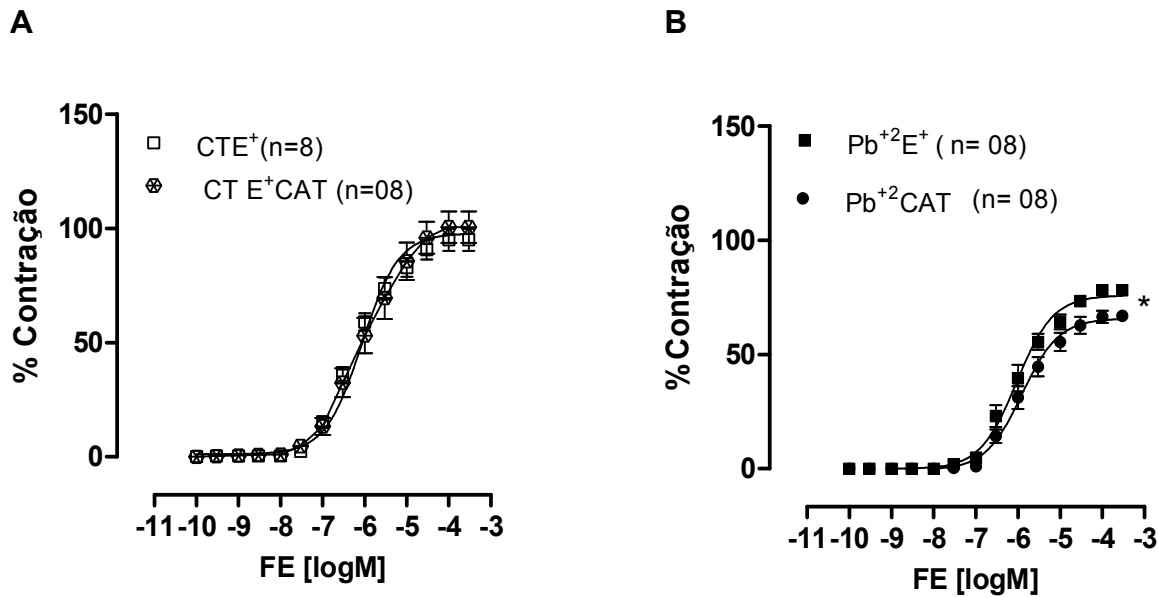 A
150
100
50
0
% Contração
CTE⁺(n=8)
CT E⁺CAT (n=08)
-11 -10 -9 -8 -7 -6 -5 -4 -3
FE [logM]
B
150
100
50
0
% Contração
Pb⁺²E⁺ ( n= 08)
Pb⁺²CAT (n= 08)
*
-11 -10 -9 -8 -7 -6 -5 -4 -3
FE [logM]